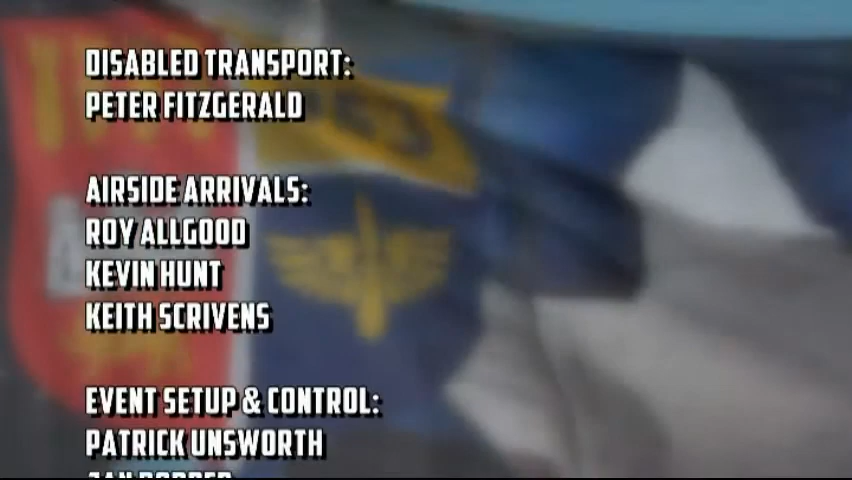 DISABLED TRANSPORT:
PETER FITZGERALD
AIRSIDE ARRIVALS:
ROY ALLGOOD
KEVIN HUNT
KEITH SCRIVENS
EVENT SETUP & CONTROL:
PATRICK UNSWORTH